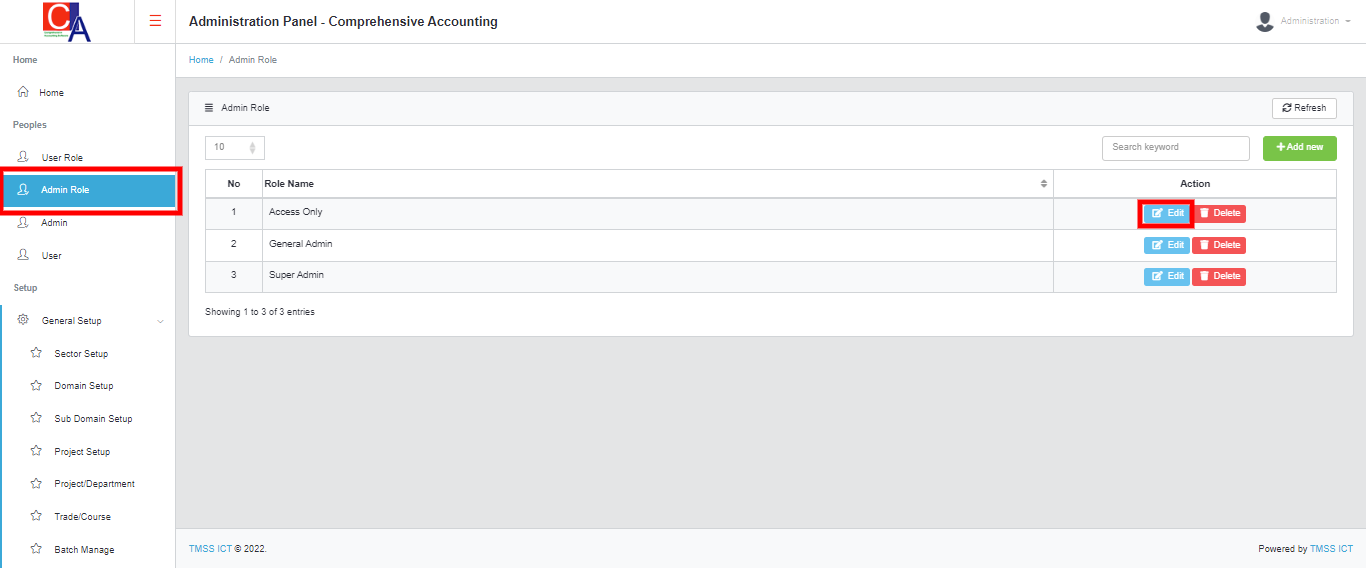 CA
Administration Panel - Comprehensive Accounting
Administration
Home
Home / Admin Role
Home
Peoples
User Role
Admin Role
Admin
User
Setup
General Setup
Sector Setup
Domain Setup
Sub Domain Setup
Project Setup
Project/Department
Trade/Course
Batch Manage
Admin Role
Refresh
10
Search keyword
Add new
No Role Name Action
1 Access Only Edit Delete
2 General Admin Edit Delete
3 Super Admin Edit Delete
Showing 1 to 3 of 3 entries
TMSS ICT © 2022.
Powered by TMSS ICT